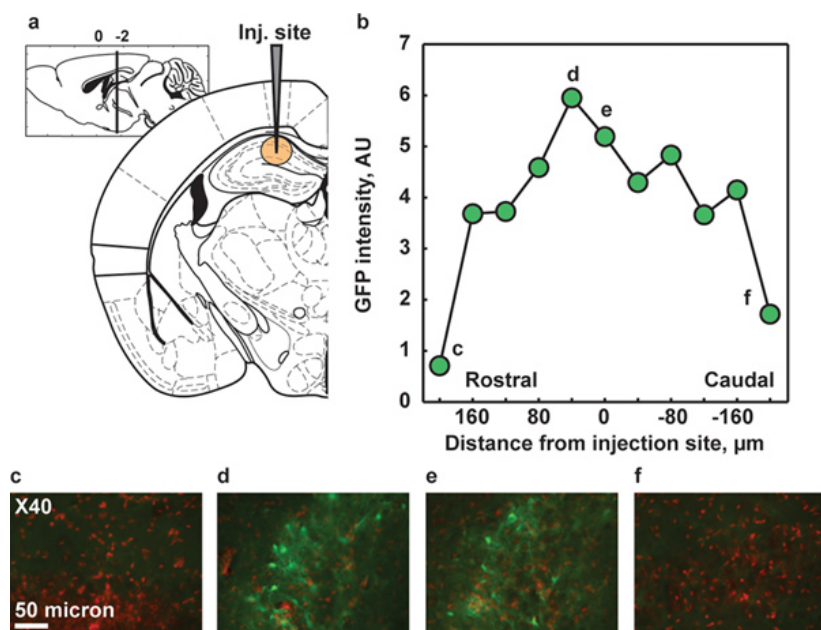 a
0 -2
Inj. site
b
GFP intensity, AU
7
6
5
4
3
2
1
0
d
e
c
f
Rostral
Caudal
160 80 0 -80 -160
Distance from injection site, µm
c
d
e
f
X40
50 micron